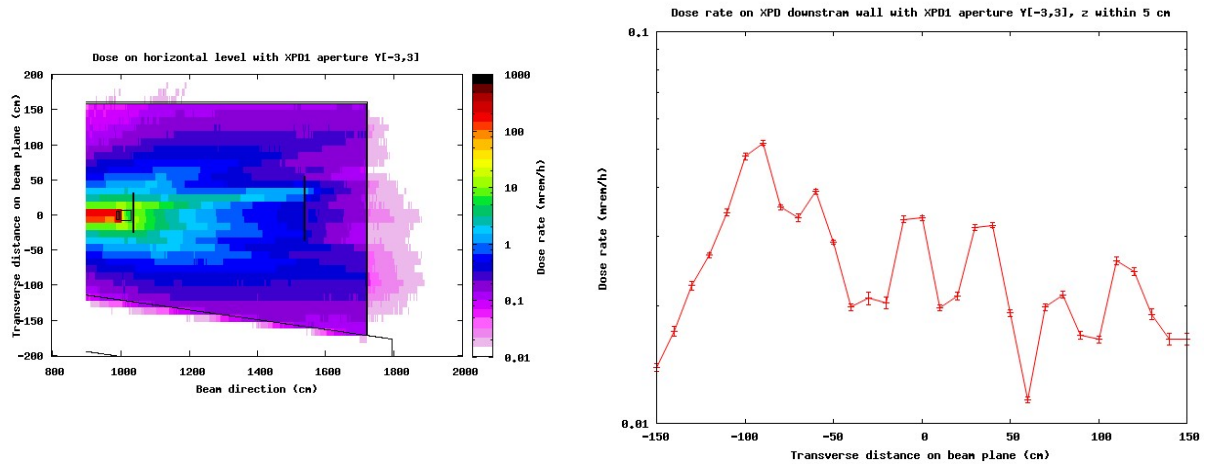 Dose on horizontal level with XPD1 aperture Y[-3,3]
200
150
100
50
0
-50
-100
-150
-200
Transverse distance on beam plane (cm)
800 1000 1200 1400 1600 1800 2000
Beam direction (cm)
1000
100
10
1
0.1
0.01
Dose rate (mrem/h)
Dose rate on XPD downstram wall with XPD1 aperture Y[-3,3], z within 5 cm
0.1
0.01
Dose rate (mrem/h)
-150 -100 -50 0 50 100 150
Transverse distance on beam plane (cm)